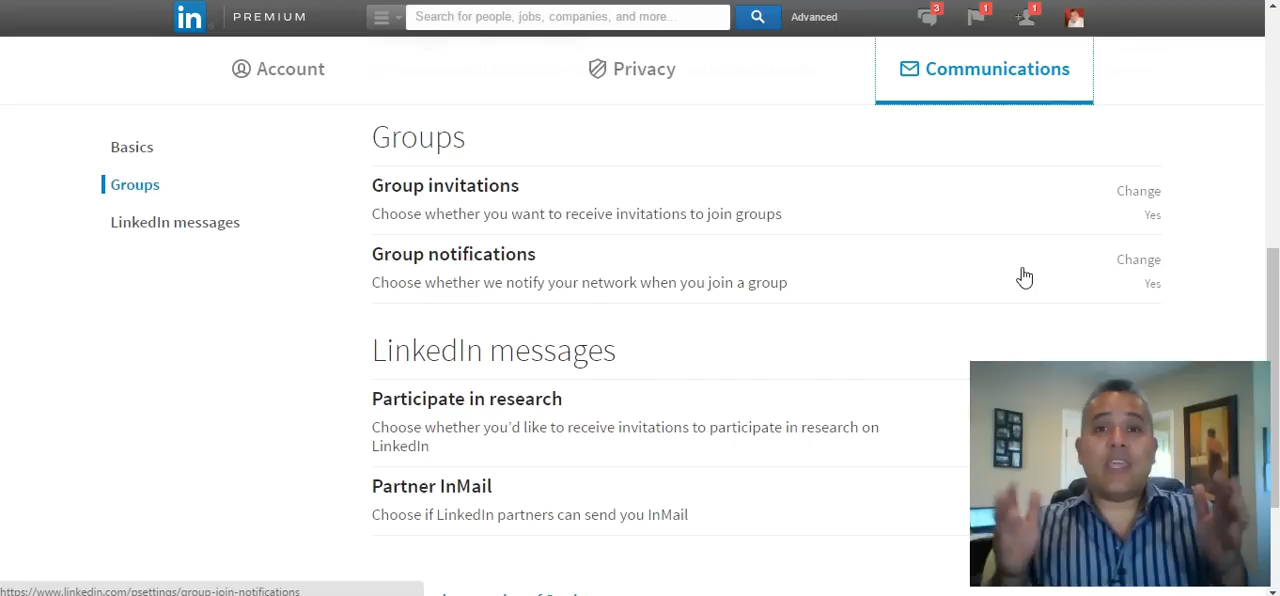 in PREMIUM Search for people, jobs, companies, and more... Advanced 3 1 1
Account Privacy Communications
Basics
Groups
LinkedIn messages
Groups
Group invitations Change
Choose whether you want to receive invitations to join groups Yes
Group notifications Change
Choose whether we notify your network when you join a group Yes
LinkedIn messages
Participate in research
Choose whether you'd like to receive invitations to participate in research on
LinkedIn
Partner InMail
Choose if LinkedIn partners can send you InMail
https://www.linkedin.com/psettings/group-join-notifications